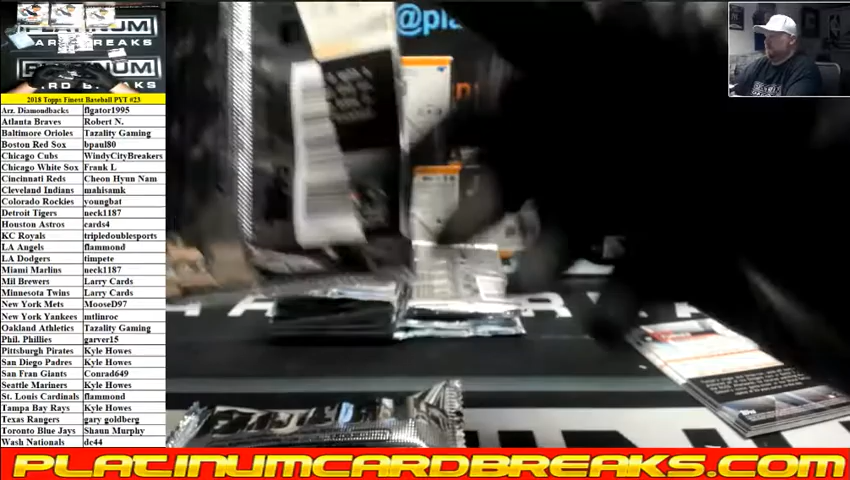 PLATINUM
CARD BREAKS
PLATINUM
CARD BREAKS
@pla
2018 Topps Finest Baseball PYT #23
Arz. Diamondbacks flgator1995
Atlanta Braves Robert N.
Baltimore Orioles Tazality Gaming
Boston Red Sox bpaul80
Chicago Cubs WindyCityBreakers
Chicago White Sox Frank L
Cincinnati Reds Cheon Hyun Nam
Cleveland Indians mahisamk
Colorado Rockies youngbat
Detroit Tigers neck1187
Houston Astros cards4
KC Royals tripledoublesports
LA Angels flammond
LA Dodgers timpete
Miami Marlins neck1187
Mil Brewers Larry Cards
Minnesota Twins Larry Cards
New York Mets MooseD97
New York Yankees mtlinroc
Oakland Athletics Tazality Gaming
Phil. Phillies garver15
Pittsburgh Pirates Kyle Howes
San Diego Padres Kyle Howes
San Fran Giants Conrad649
Seattle Mariners Kyle Howes
St. Louis Cardinals flammond
Tampa Bay Rays Kyle Howes
Texas Rangers gary goldberg
Toronto Blue Jays Shaun Murphy
Wash Nationals dc44
PLATINUMCARDBREAKS.COM